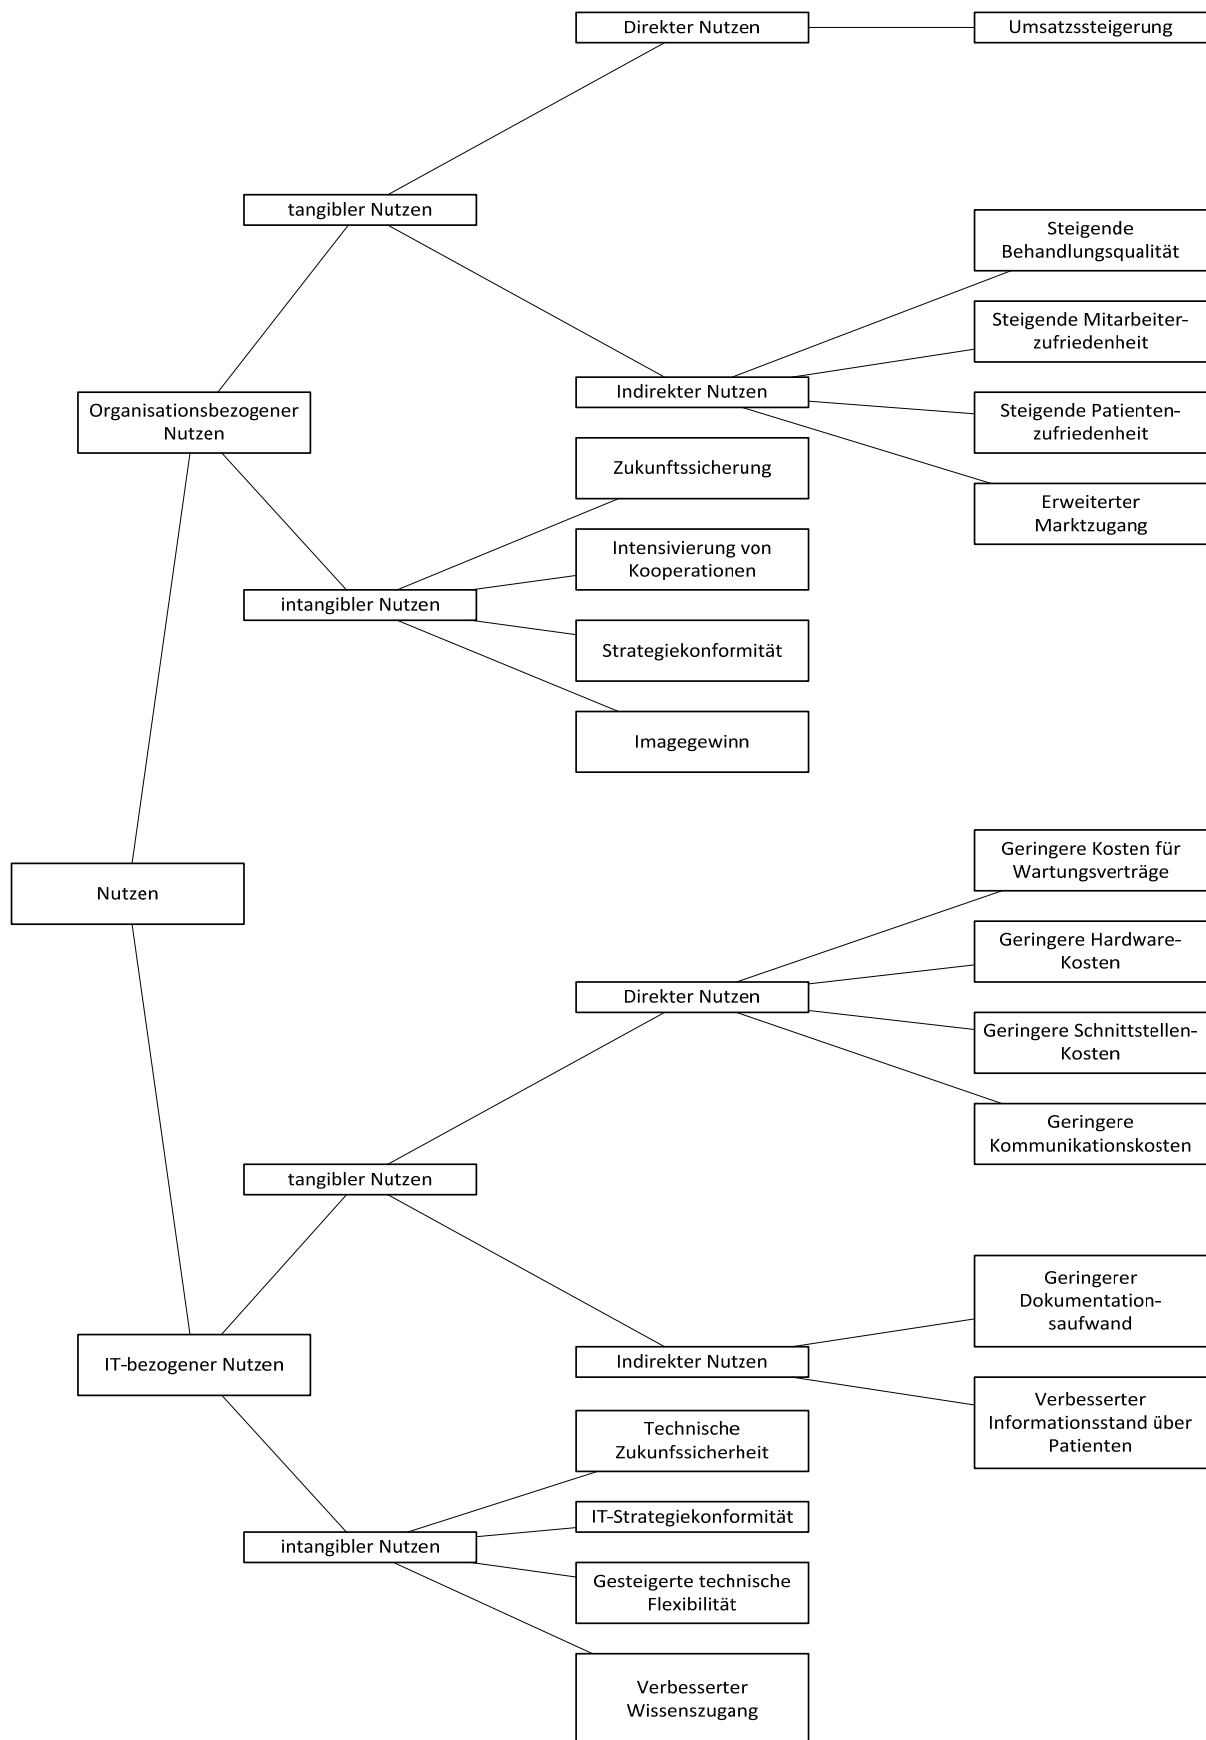 Direkter Nutzen
Umsatzssteigerung
tangibler Nutzen
Steigende
Behandlungsqualität
Steigende Mitarbeiter-
zufriedenheit
Indirekter Nutzen
Steigende Patienten-
zufriedenheit
Organisationsbezogener
Nutzen
Zukunftssicherung
Erweiterter
Marktzugang
Intensivierung von
Kooperationen
intangibler Nutzen
Strategiekonformität
Imagegewinn
Geringere Kosten für
Wartungsverträge
Nutzen
Geringere Hardware-
Kosten
Direkter Nutzen
Geringere Schnittstellen-
Kosten
Geringere
Kommunikationskosten
tangibler Nutzen
Geringerer
Dokumentation-
saufwand
IT-bezogener Nutzen
Indirekter Nutzen
Verbesserter
Informationsstand über
Patienten
Technische
Zukunfssicherheit
IT-Strategiekonformität
intangibler Nutzen
Gesteigerte technische
Flexibilität
Verbesserter
Wissenszugang